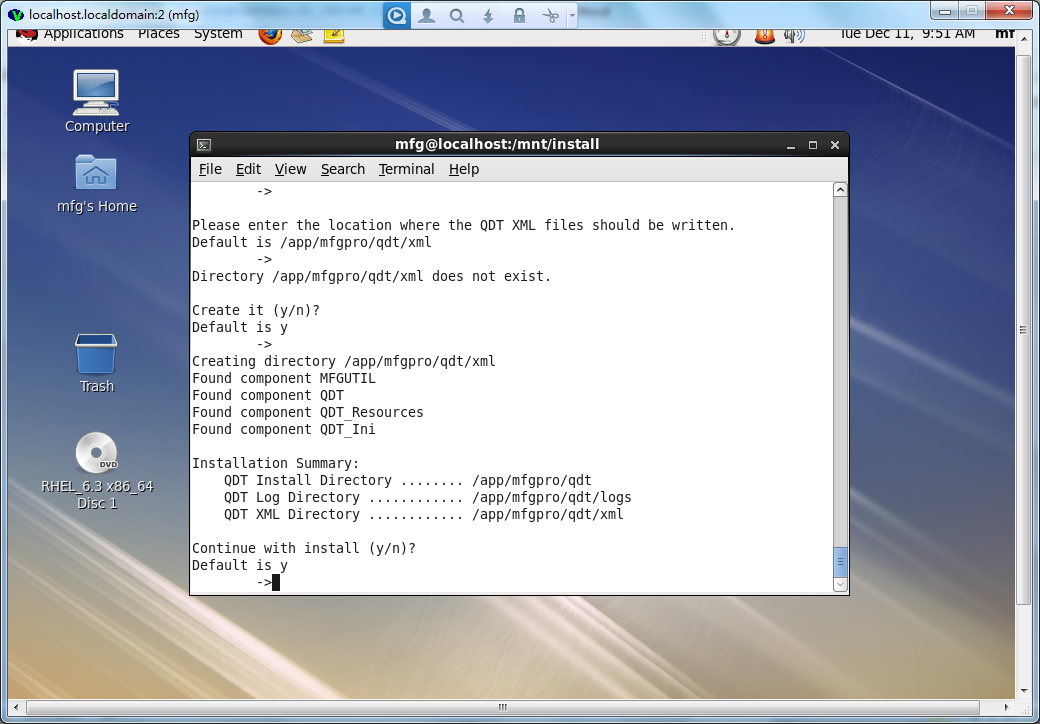 localhost.localdomain:2 (mfg)
Applications Places System
Tue Dec 11, 9:51 AM mf
Computer
mfg's Home
Trash
DVD
RHEL_6.3 x86_64
Disc 1
mfg@localhost:/mnt/install
File Edit View Search Terminal Help
->
Please enter the location where the QDT XML files should be written.
Default is /app/mfgpro/qdt/xml
->
Directory /app/mfgpro/qdt/xml does not exist.
Create it (y/n)?
Default is y
->
Creating directory /app/mfgpro/qdt/xml
Found component MFGUTIL
Found component QDT
Found component QDT_Resources
Found component QDT_Ini
Installation Summary:
QDT Install Directory ........ /app/mfgpro/qdt
QDT Log Directory ............ /app/mfgpro/qdt/logs
QDT XML Directory ............ /app/mfgpro/qdt/xml
Continue with install (y/n)?
Default is y
->